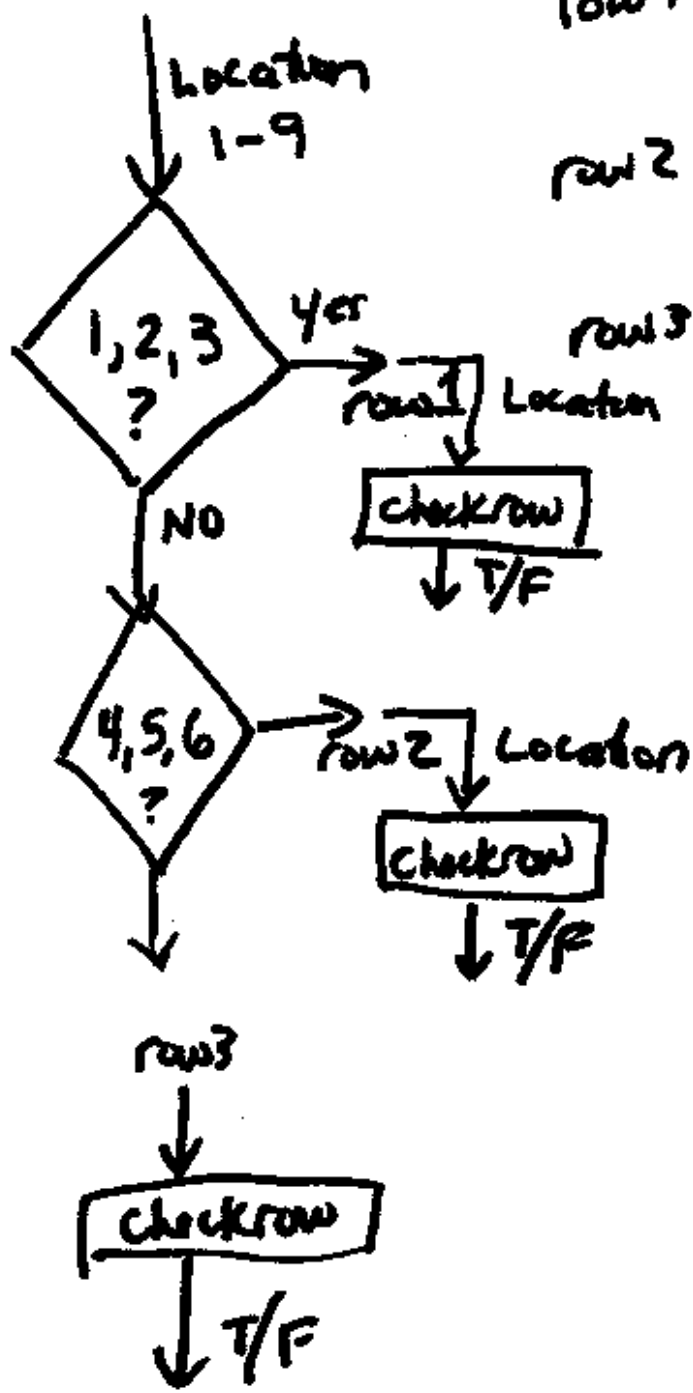 row1
Location
1-9
row2
1,2,3
?
Yes
row3
row1 Location
checkrow
NO
T/F
4,5,6
?
row2 Location
checkrow
T/F
row3
checkrow
T/F